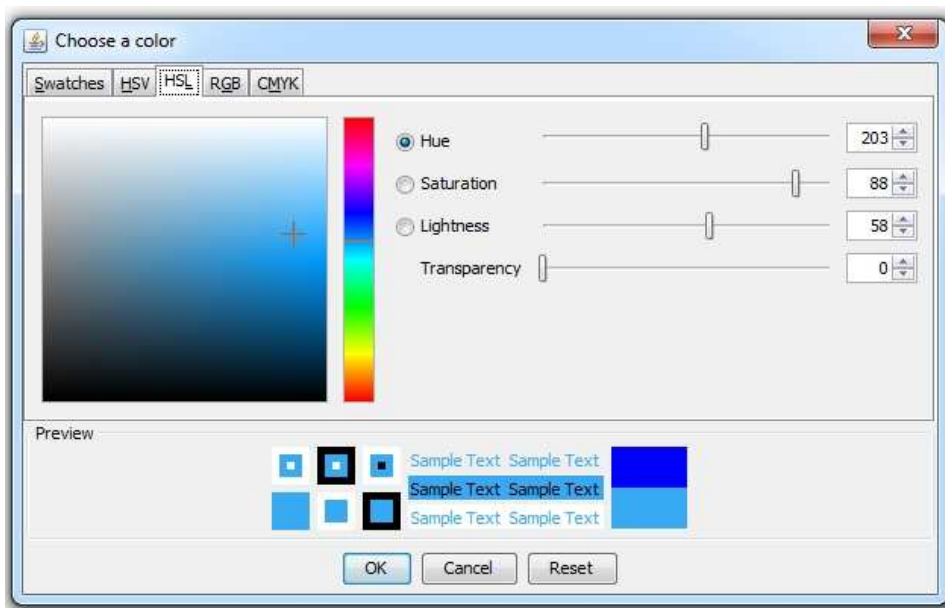 Choose a color
Swatches HSV HSL RGB CMYK
Hue 203
Saturation 88
Lightness 58
Transparency 0
Preview
Sample Text Sample Text
Sample Text Sample Text
Sample Text Sample Text
OK Cancel Reset